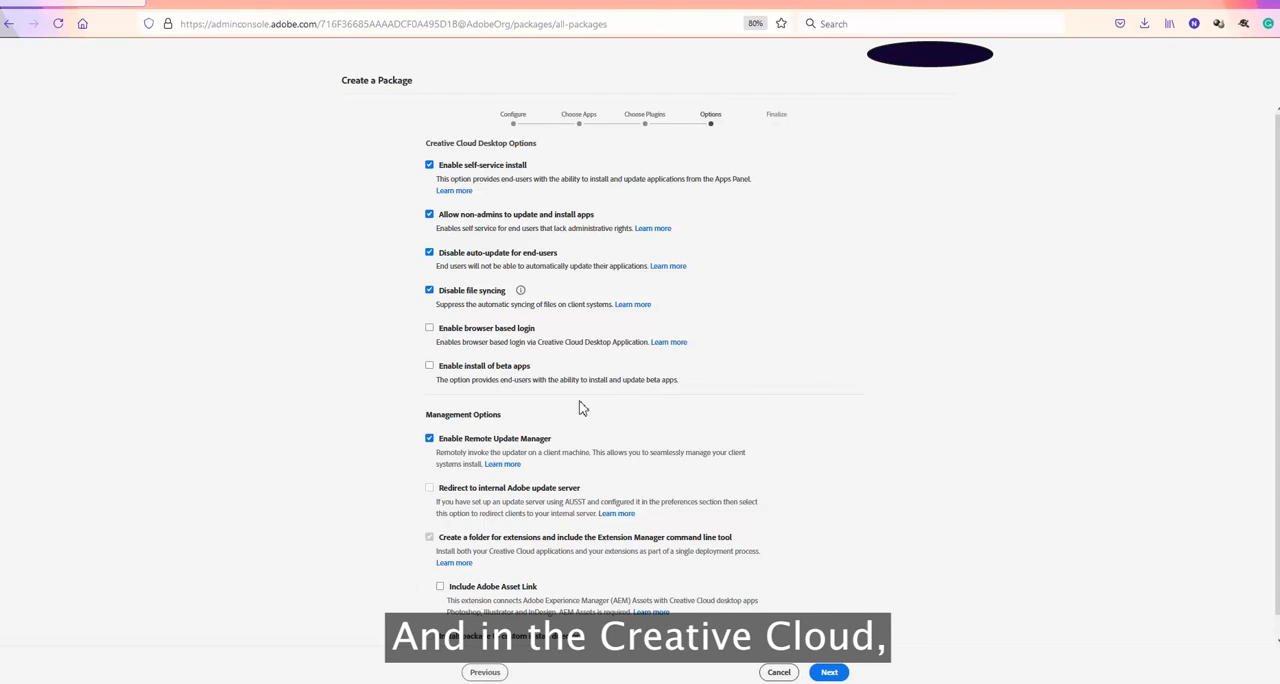 https://adminconsole.adobe.com/716F36685AAAADCF0A495D18@AdobeOrg/packages/all-packages
80%
Search
Create a Package
Configure
Choose Apps
Choose Plugins
Options
Finalize
Creative Cloud Desktop Options
Enable self-service install
This option provides end-users with the ability to install and update applications from the Apps Panel.
Learn more
Allow non-admins to update and install apps
Enables self service for end users that lack administrative rights. Learn more
Disable auto-update for end-users
End users will not be able to automatically update their applications. Learn more
Disable file syncing
Suppress the automatic syncing of files on client systems. Learn more
Enable browser based login
Enables browser based login via Creative Cloud Desktop Application. Learn more
Enable install of beta apps
The option provides end-users with the ability to install and update beta apps.
Management Options
Enable Remote Update Manager
Remotely invoke the updater on a client machine. This allows you to seamlessly manage your client
systems install. Learn more
Redirect to internal Adobe update server
If you have set up an update server using AUSST and configured it in the preferences section then select
this option to redirect clients to your internal server. Learn more
Create a folder for extensions and include the Extension Manager command line tool
Install both your Creative Cloud applications and your extensions as part of a single deployment process.
Learn more
Include Adobe Asset Link
This extension connects Adobe Experience Manager (AEM) Assets with Creative Cloud desktop apps
Photoshop, Illustrator and InDesign. AEM Assets is required. Learn more
And in the Creative Cloud,
Previous
Cancel
Next